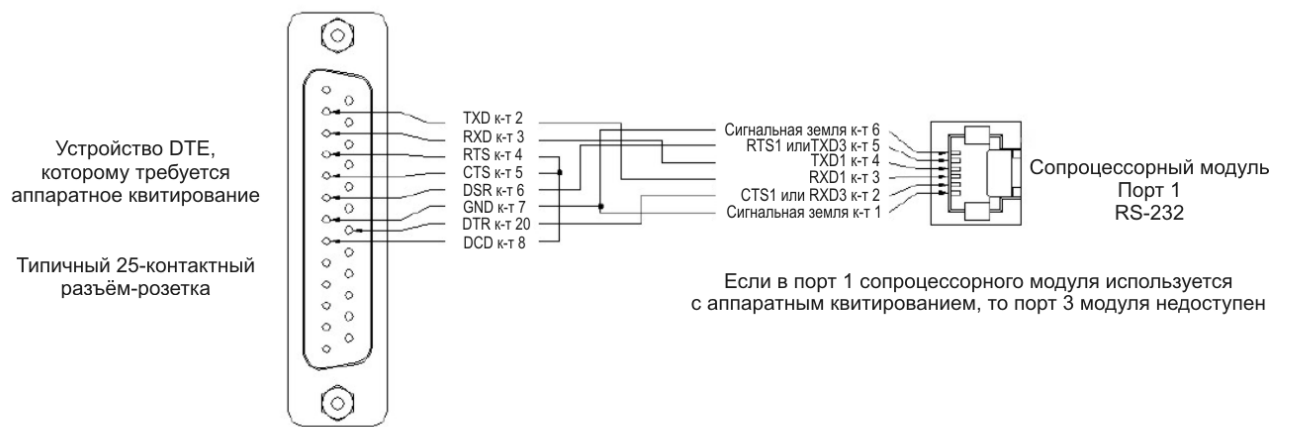 Устройство DTE,
которому требуется
аппаратное квитирование
Типичный 25-контактный
разъём-розетка
TXD к-т 2
RXD к-т 3
RTS к-т 4
CTS к-т 5
DSR к-т 6
GND к-т 7
DTR к-т 20
DCD к-т 8
Сигнальная земля к-т 6
RTS1 илиTXD3 к-т 5
TXD1 к-т 4
RXD1 к-т 3
CTS1 или RXD3 к-т 2
Сигнальная земля к-т 1
Сопроцессорный модуль
Порт 1
RS-232
Если в порт 1 сопроцессорного модуля используется
с аппаратным квитированием, то порт 3 модуля недоступен